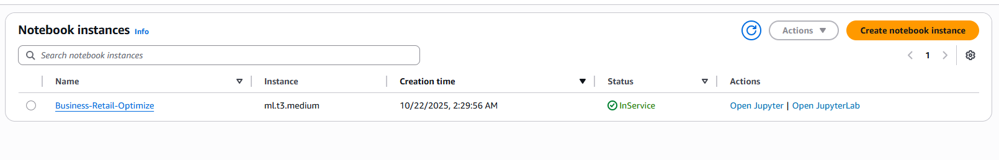 Notebook instances Info
Actions
Create notebook instance
Search notebook instances
1
Name Instance Creation time Status Actions
Business-Retail-Optimize ml.t3.medium 10/22/2025, 2:29:56 AM InService Open Jupyter | Open JupyterLab